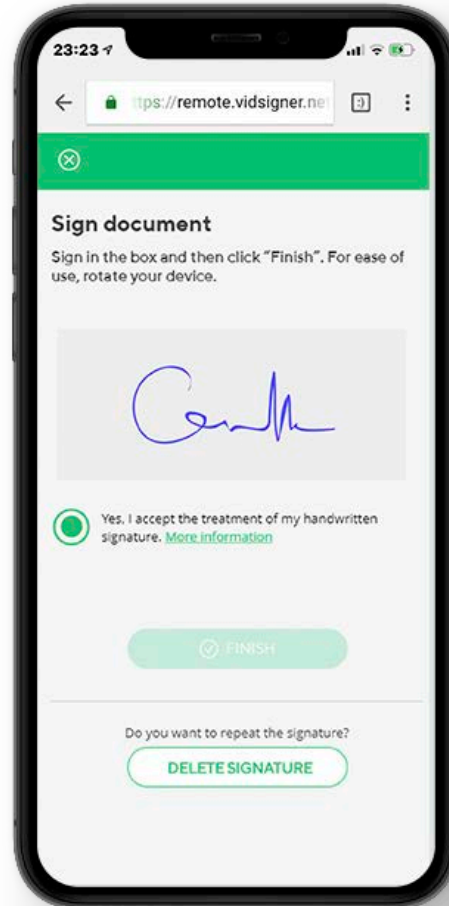 23:23
ttps://remote.vidsigner.net
:)
Sign document
Sign in the box and then click “Finish”. For ease of
use, rotate your device.
Yes, I accept the treatment of my handwritten
signature. More information
FINISH
Do you want to repeat the signature?
DELETE SIGNATURE